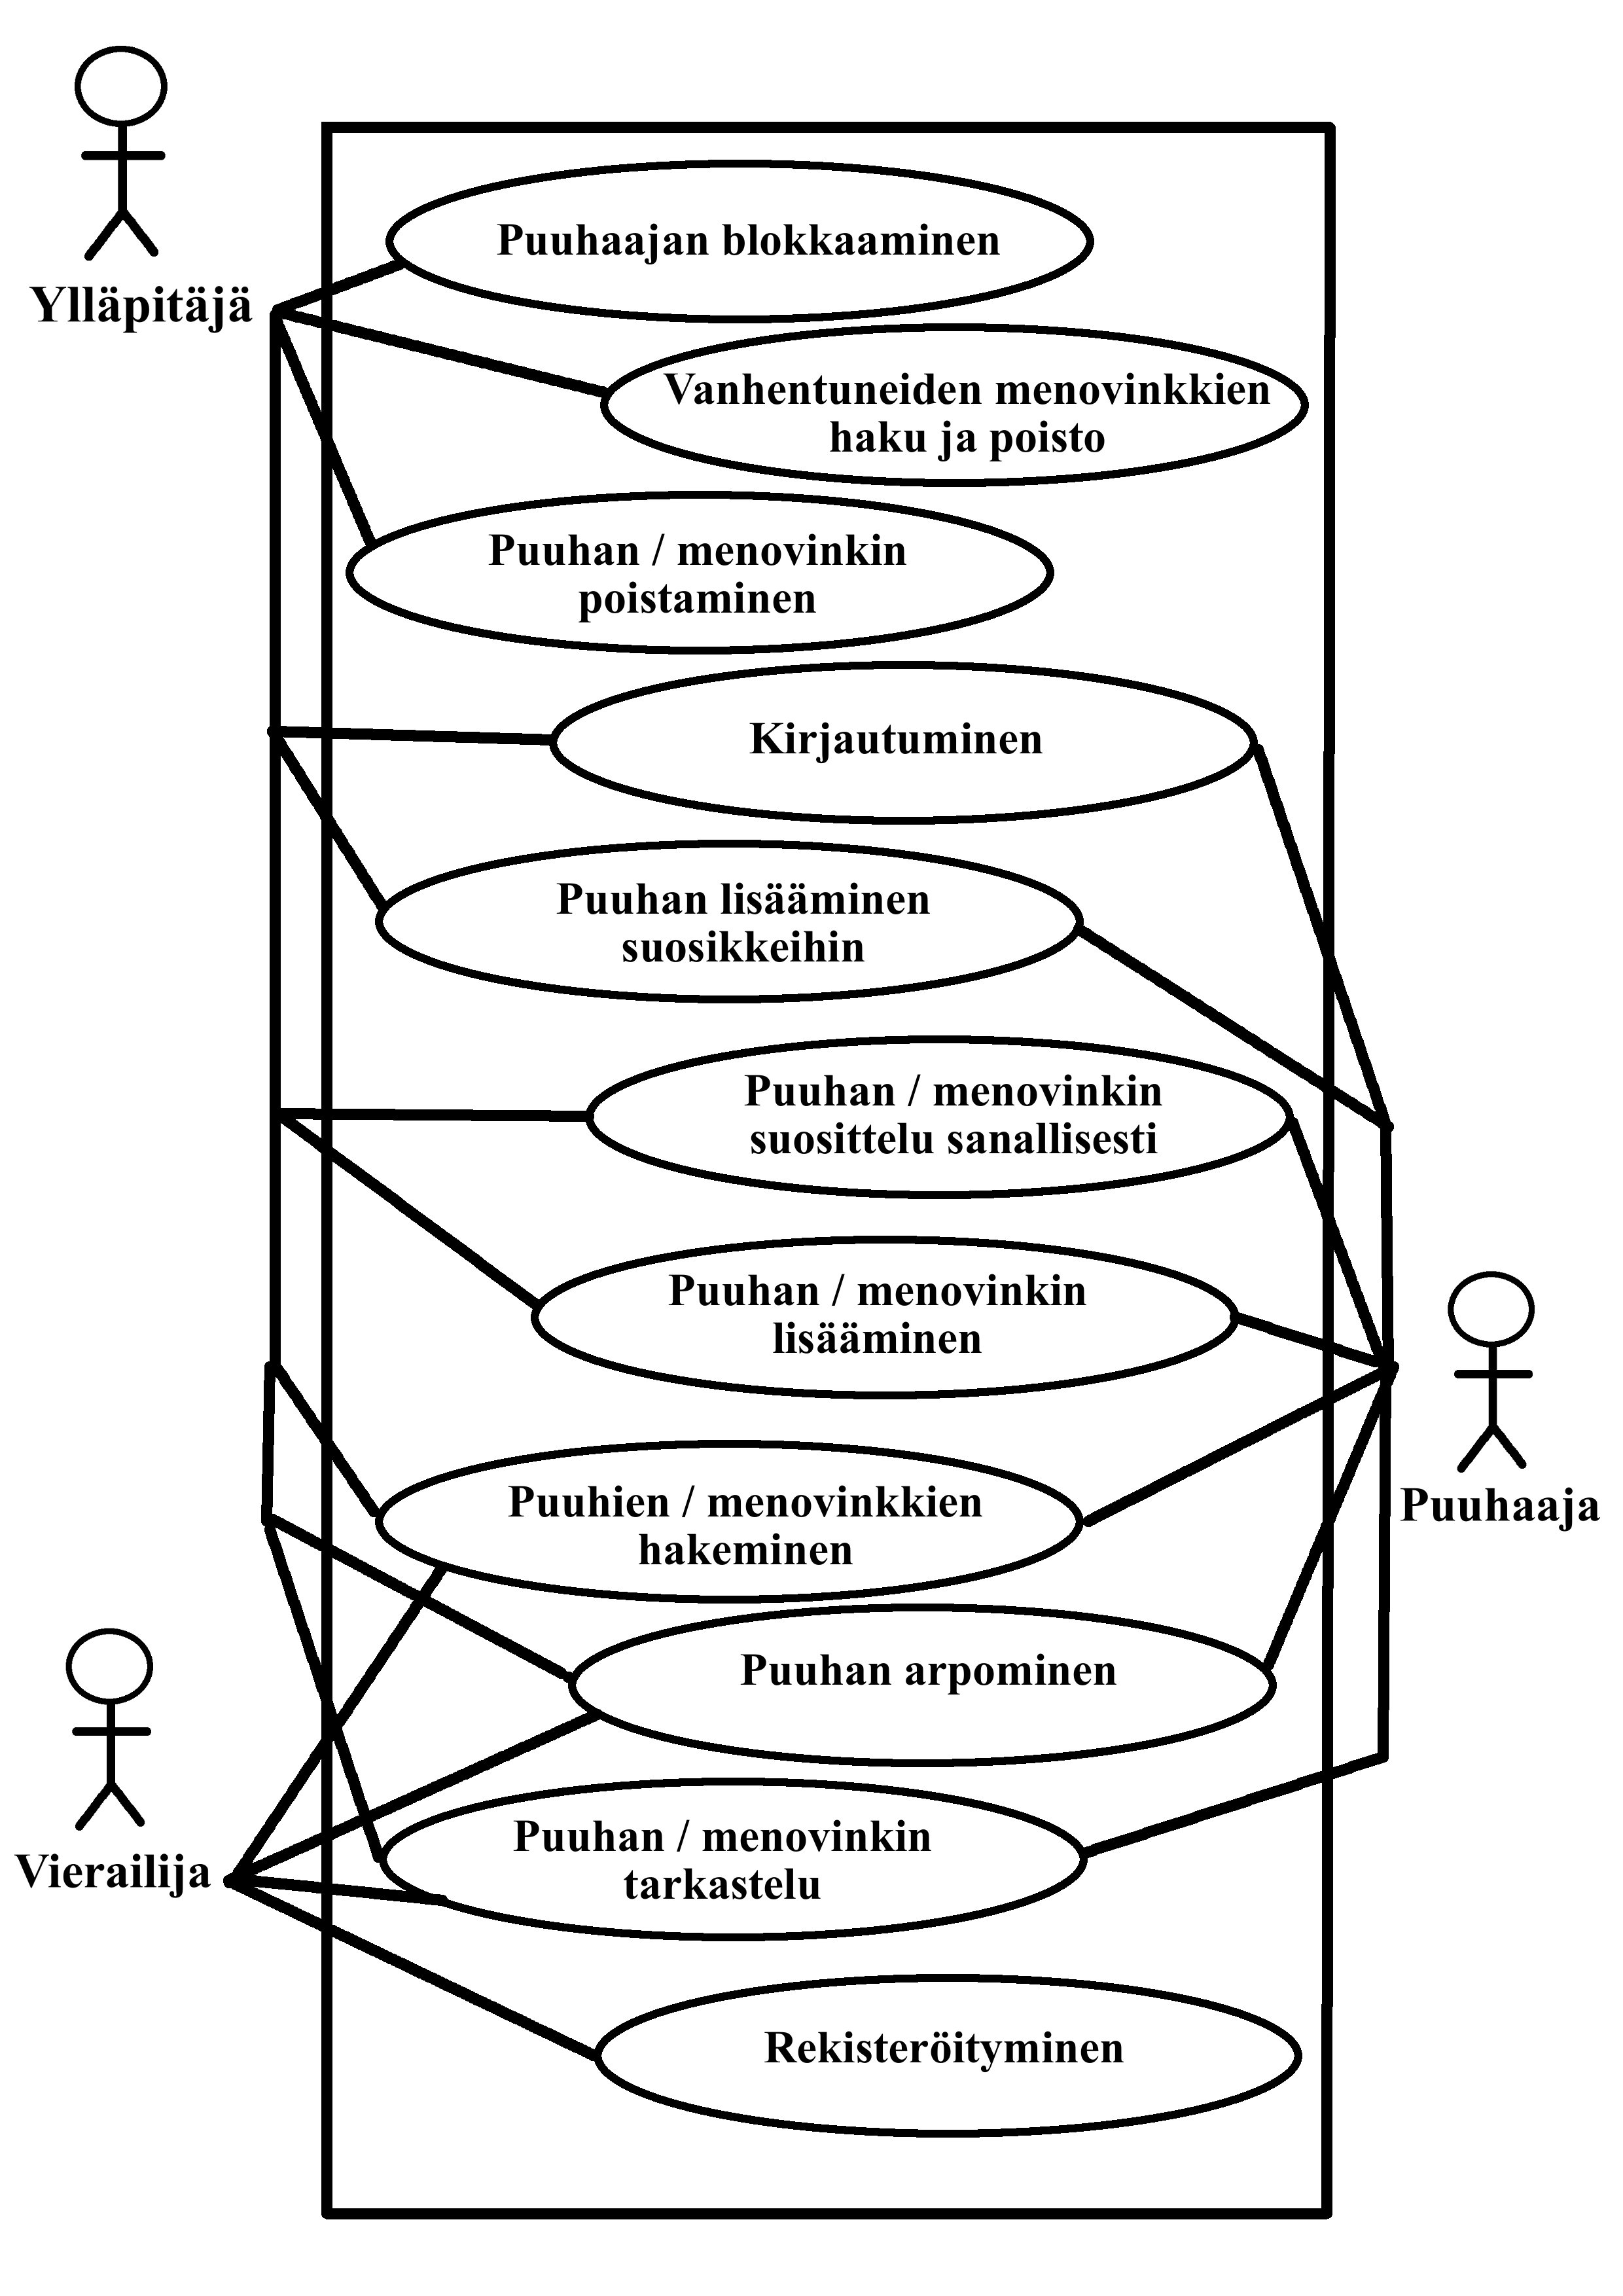 Ylläpitäjä
Puuhaajan blokkaaminen
Vanhentuneiden menovinkkien
haku ja poisto
Puuhan / menovinkin
poistaminen
Kirjautuminen
Puuhan lisääminen
suosikkeihin
Puuhan / menovinkin
suosittelu sanallisesti
Puuhan / menovinkin
lisääminen
Puuhaaja
Puuhien / menovinkkien
hakeminen
Puuhan arpominen
Vierailija
Puuhan / menovinkin
tarkastelu
Rekisteröityminen